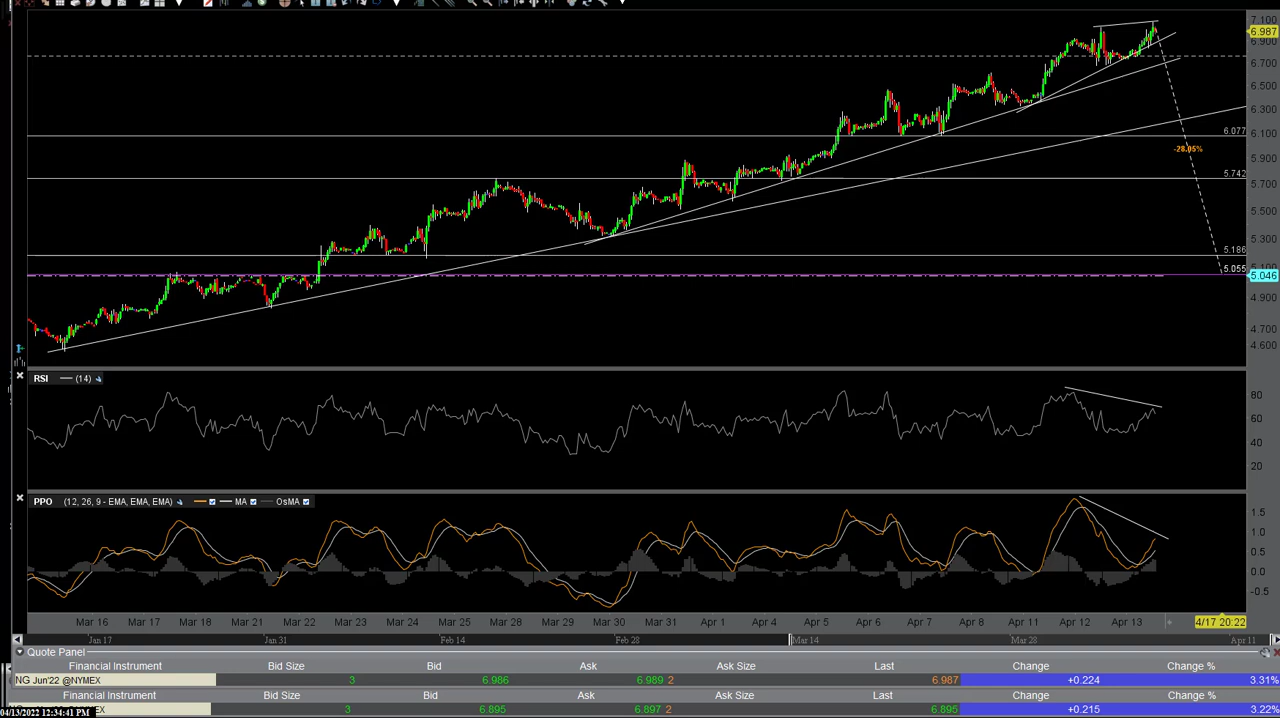 7.100
6.987
6.900
6.700
6.500
6.300
6.077
6.100
-28.05%
5.900
5.742
5.700
5.500
5.300
5.186
5.055
5.046
4.900
4.700
4.600
RSI (14)
80
60
40
20
PPO (12, 26, 9 - EMA, EMA, EMA) MA OsMA
1.5
1.0
0.5
0.0
-0.5
Mar 16 Mar 17 Mar 18 Mar 21 Mar 22 Mar 23 Mar 24 Mar 25 Mar 28 Mar 29 Mar 30 Mar 31 Apr 1 Apr 4 Apr 5 Apr 6 Apr 7 Apr 8 Apr 11 Apr 12 Apr 13 4/17 20:22
Jan 17 Jan 31 Feb 14 Feb 28 Mar 14 Mar 28 Apr 11
Quote Panel
Financial Instrument Bid Size Bid Ask Ask Size Last Change Change %
NG Jun'22 @NYMEX 3 6.986 6.989 2 6.987 +0.224 3.31%
Financial Instrument Bid Size Bid Ask Ask Size Last Change Change %
3 6.895 6.897 2 6.895 +0.215 3.22%
04/13/2022 12:34:41 PM